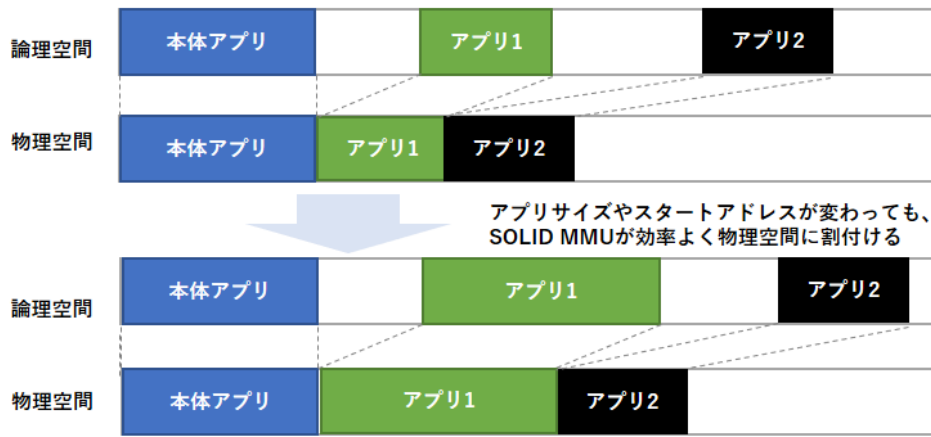 論理空間 本体アプリ アプリ1 アプリ2
物理空間 本体アプリ アプリ1 アプリ2
アプリサイズやスタートアドレスが変わっても、
SOLID MMUが効率よく物理空間に割付ける
論理空間 本体アプリ アプリ1 アプリ2
物理空間 本体アプリ アプリ1 アプリ2